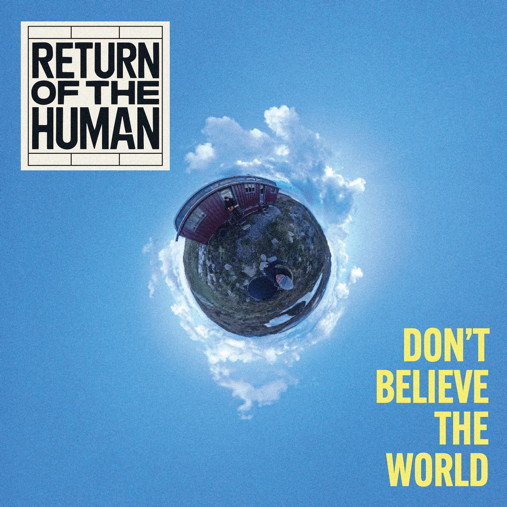 RETURN
OF THE
HUMAN
DON'T
BELIEVE
THE
WORLD